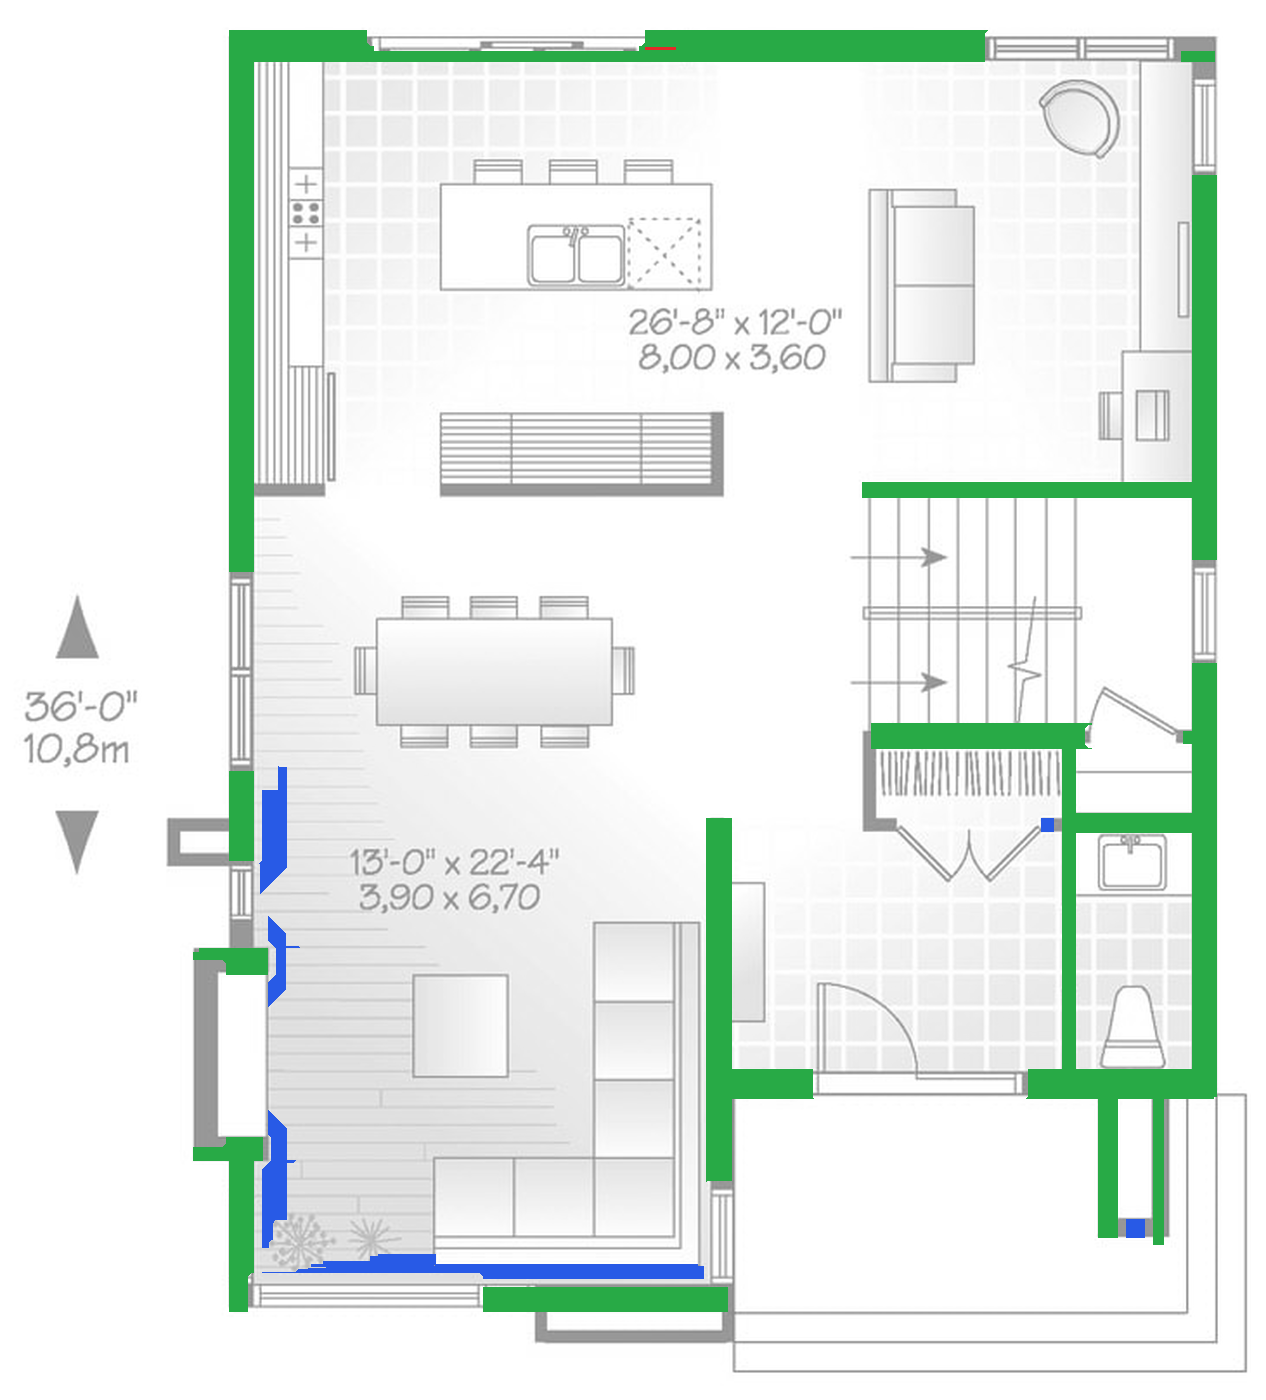 26'-8" x 12'-0"
8,00 x 3,60
36'-0"
10,8m
13'-0" x 22'-4"
3,90 x 6,70